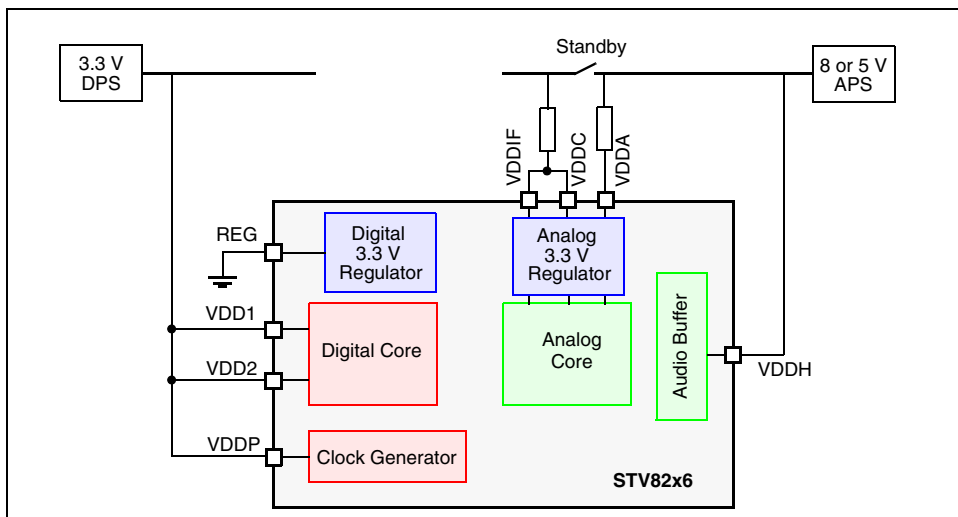 Standby
3.3 V
DPS
8 or 5 V
APS
VDDIF
VDDC
VDDA
REG
Digital
3.3 V
Regulator
Analog
3.3 V
Regulator
VDD1
Digital Core
Analog
Core
Audio Buffer
VDD2
VDDH
VDDP
Clock Generator
STV82x6